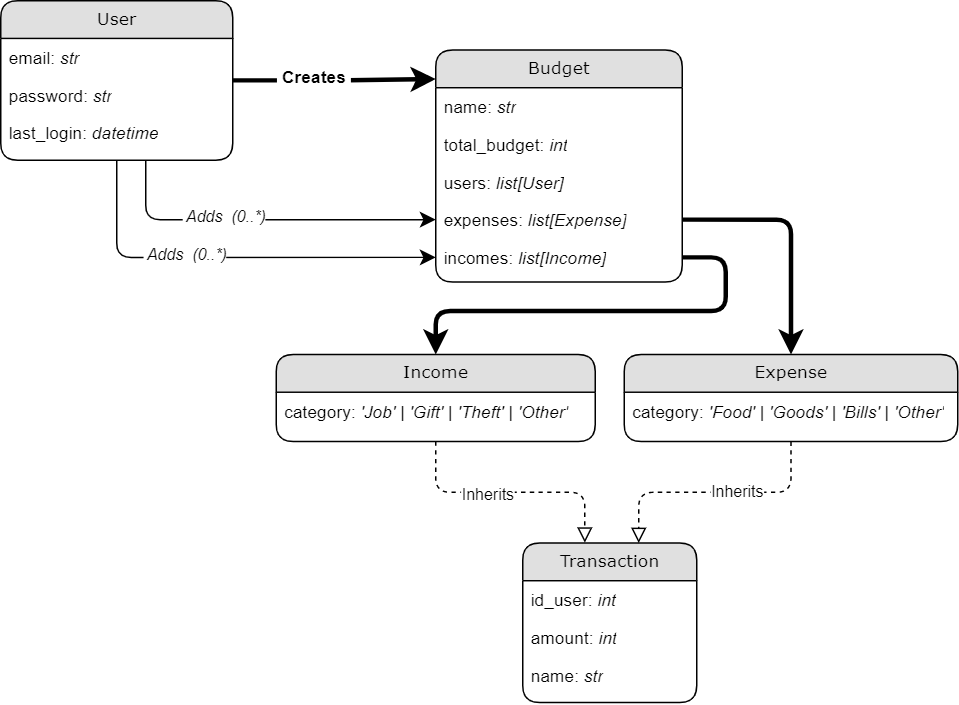 User
email: str
password: str
last_login: datetime
Creates
Budget
name: str
total_budget: int
users: list[User]
expenses: list[Expense]
incomes: list[Income]
Adds (0..*)
Adds (0..*)
Income
category: 'Job' | 'Gift' | 'Theft' | 'Other'
Expense
category: 'Food' | 'Goods' | 'Bills' | 'Other'
Inherits
Inherits
Transaction
id_user: int
amount: int
name: str